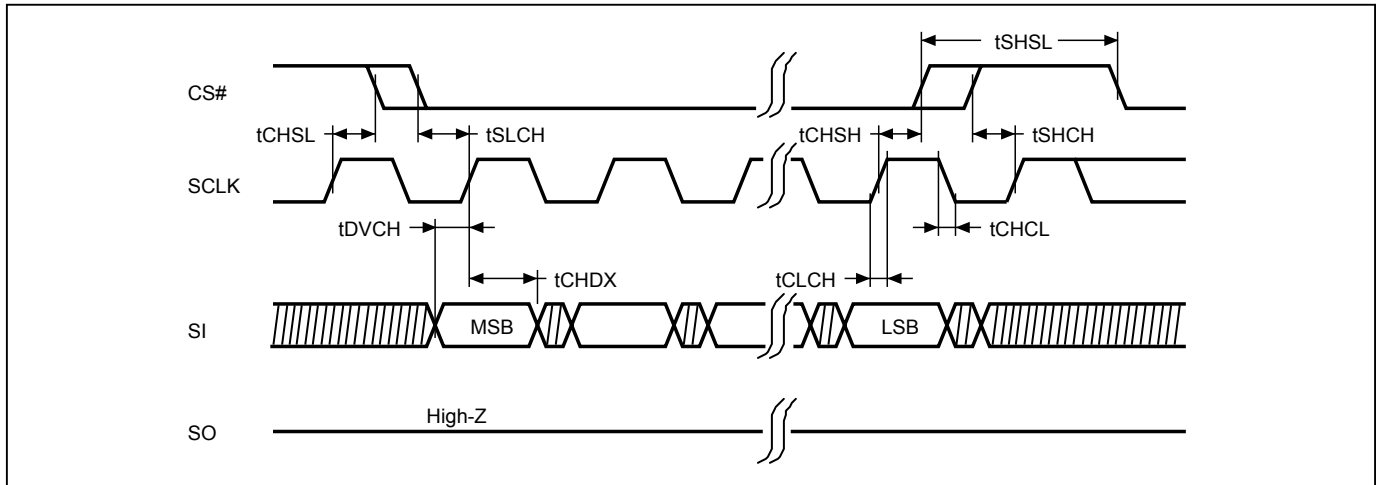 tSHSL
CS#
tCHSL
tSLCH
tCHSH
tSHCH
SCLK
tDVCH
tCHCL
tCHDX
tCLCH
SI
MSB
LSB
High-Z
SO